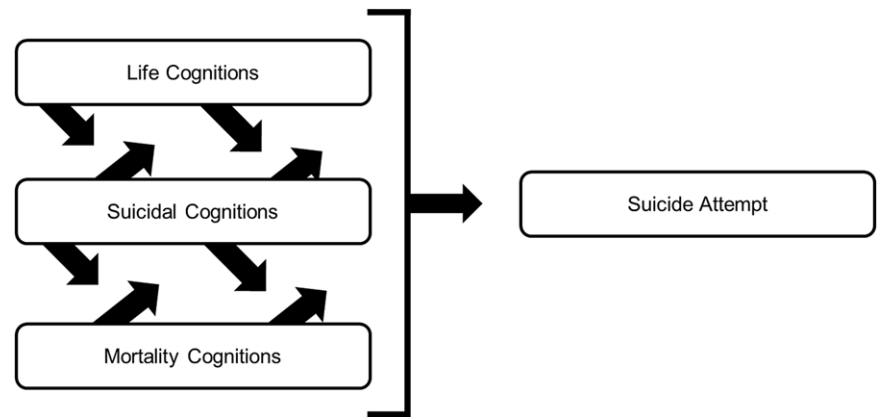 Life Cognitions
Suicidal Cognitions
Suicide Attempt
Mortality Cognitions